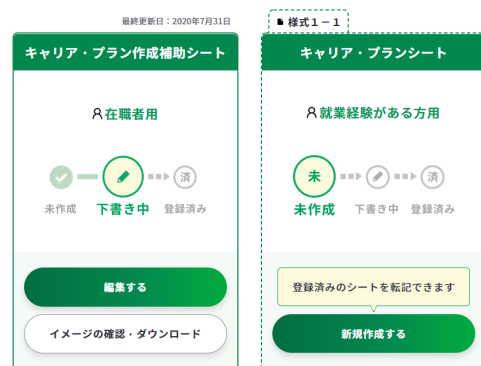 最終更新日：2020年7月31日
キャリア・プラン作成補助シート
在職者用
済
未作成 下書き中 登録済み
編集する
イメージの確認・ダウンロード
様式１－１
キャリア・プランシート
就業経験がある方用
未 済
未作成 下書き中 登録済み
登録済みのシートを転記できます
新規作成する